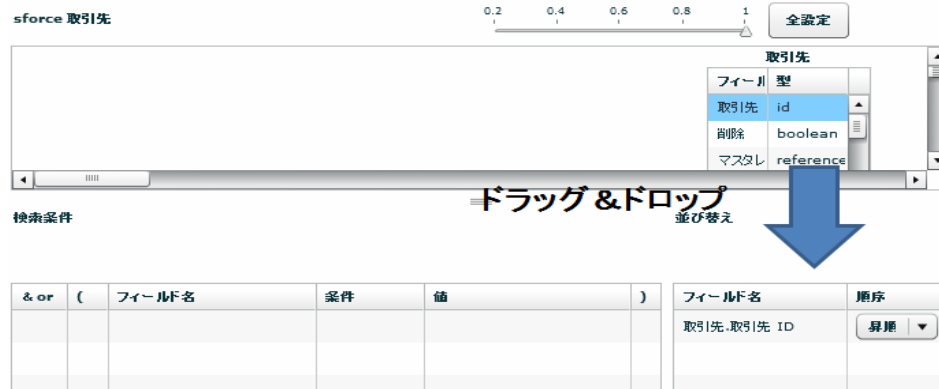 sforce 取引先
0.2 0.4 0.6 0.8 1
全設定
取引先
フィール 型
取引先 id
削除 boolean
マスタレ reference
ドラッグ &ドロップ
検索条件
並び替え
& or ( フィールド名 条件 値 )
フィールド名 順序
取引先.取引先 ID 昇順